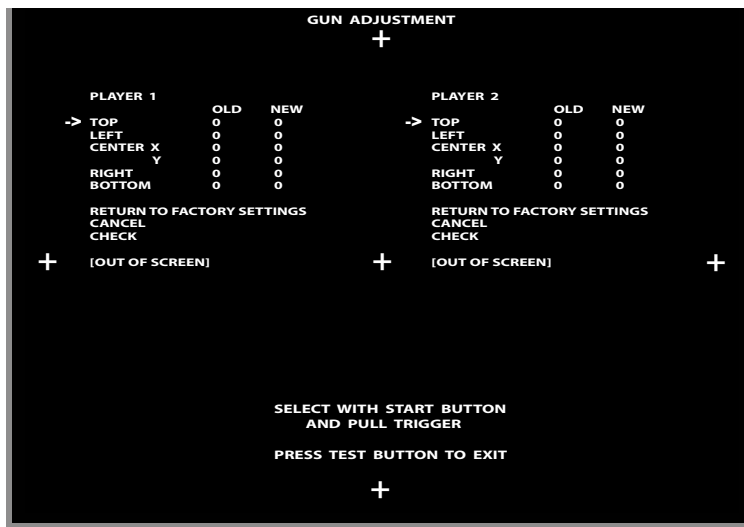 GUN ADJUSTMENT
PLAYER 1 PLAYER 2
OLD NEW OLD NEW
-> TOP 0 0 -> TOP 0 0
LEFT 0 0 LEFT 0 0
CENTER X 0 0 CENTER X 0 0
Y 0 0 Y 0 0
RIGHT 0 0 RIGHT 0 0
BOTTOM 0 0 BOTTOM 0 0
RETURN TO FACTORY SETTINGS RETURN TO FACTORY SETTINGS
CANCEL CANCEL
CHECK CHECK
[OUT OF SCREEN] [OUT OF SCREEN]
SELECT WITH START BUTTON
AND PULL TRIGGER
PRESS TEST BUTTON TO EXIT